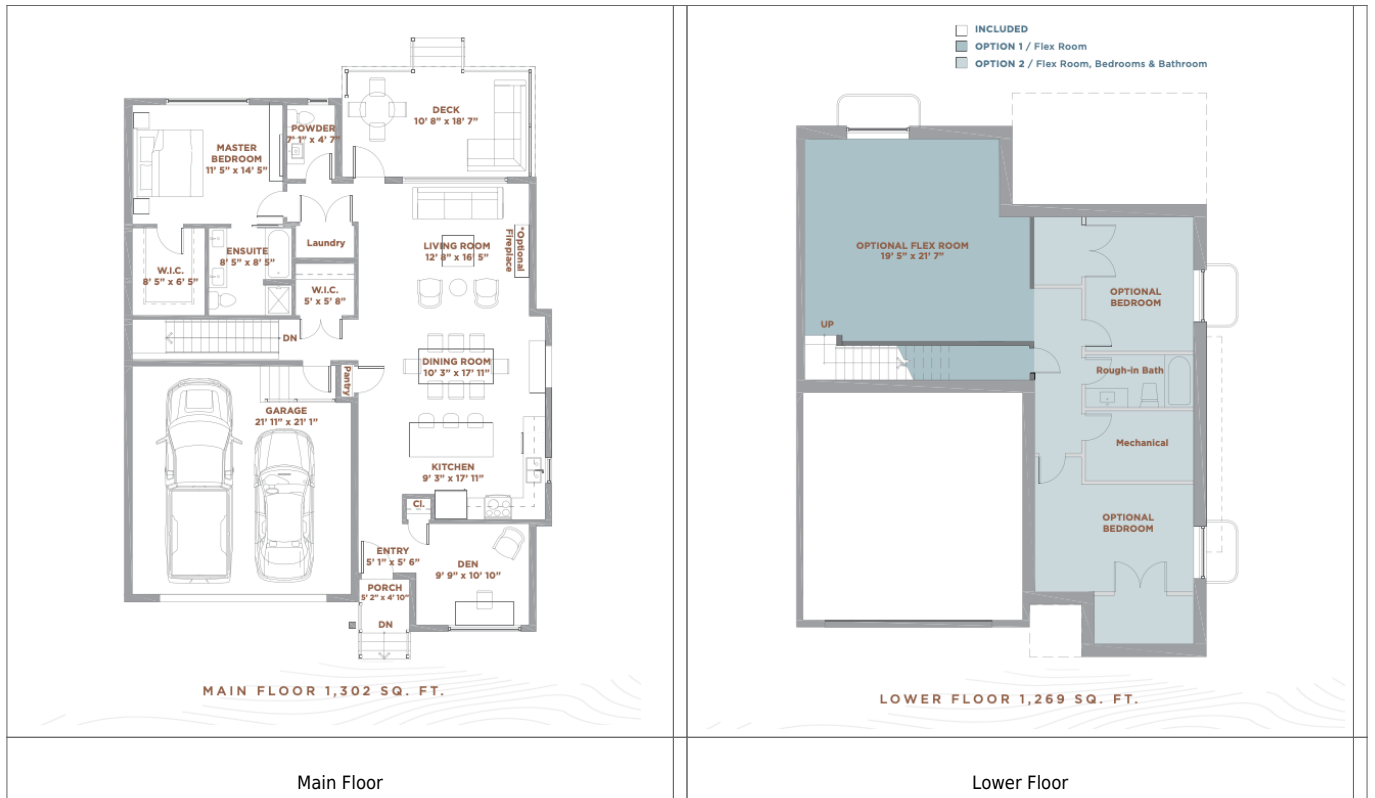 DECK
10' 8" x 18' 7"
POWDER
7' 1" x 4' 7"
MASTER
BEDROOM
11' 5" x 14' 5"
Laundry
ENSUITE
8' 5" x 8' 5"
W.I.C.
8' 5" x 6' 5"
W.I.C.
5' x 5' 8"
LIVING ROOM
12' 8" x 16' 5"
*Optional
Fireplace
DN
DINING ROOM
10' 3" x 17' 11"
Pantry
GARAGE
21' 11" x 21' 1"
KITCHEN
9' 3" x 17' 11"
Cl.
ENTRY
5' 1" x 5' 6"
DEN
9' 9" x 10' 10"
PORCH
5' 2" x 4' 10"
DN
MAIN FLOOR 1,302 SQ. FT.
Main Floor
INCLUDED
OPTION 1 / Flex Room
OPTION 2 / Flex Room, Bedrooms & Bathroom
OPTIONAL FLEX ROOM
19' 5" x 21' 7"
UP
OPTIONAL
BEDROOM
Rough-in Bath
Mechanical
OPTIONAL
BEDROOM
LOWER FLOOR 1,269 SQ. FT.
Lower Floor